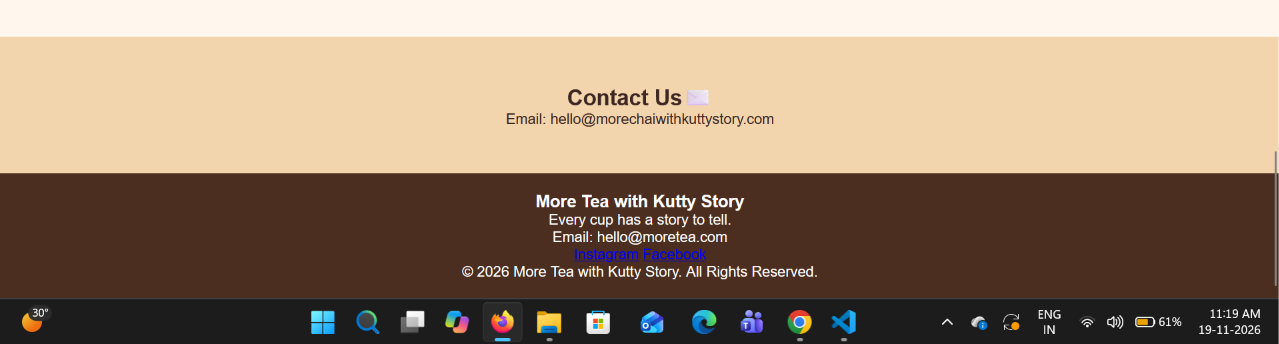 Contact Us
Email: hello@morechaiwithkuttystory.com
More Tea with Kutty Story
Every cup has a story to tell.
Email: hello@moretea.com
Instagram Facebook
© 2026 More Tea with Kutty Story. All Rights Reserved.
30°
ENG
IN
61%
11:19 AM
19-11-2026